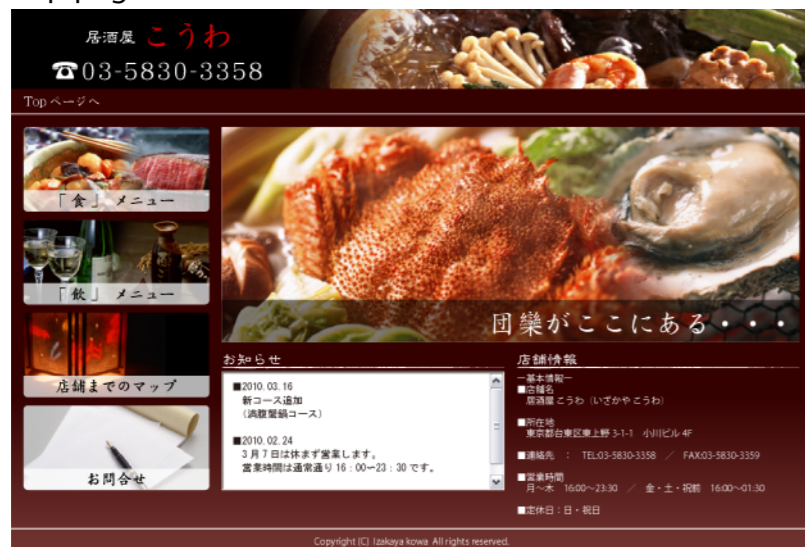 居酒屋 こうわ
☎03-5830-3358
Top ページへ
「食」 メニュー
「飲」 メニュー
店舗までのマップ
お問合せ
団欒がここにある・・・
お知らせ
■2010.03.16
新コース追加
(満腹蟹鍋コース)
■2010.02.24
3月7日は休まず営業します。
営業時間は通常通り16:00~23:30です。
店舗情報
ー基本情報ー
■店舗名
居酒屋こうわ(いざかやこうわ)
■所在地
東京都台東区東上野 3-1-1 小川ビル 4F
■連絡先 : TEL:03-5830-3358 / FAX:03-5830-3359
■営業時間
月~木 16:00~23:30 / 金・土・祝前 16:00~01:30
■定休日:日・祝日
Copyright (C) Izakaya kowa All rights reserved.